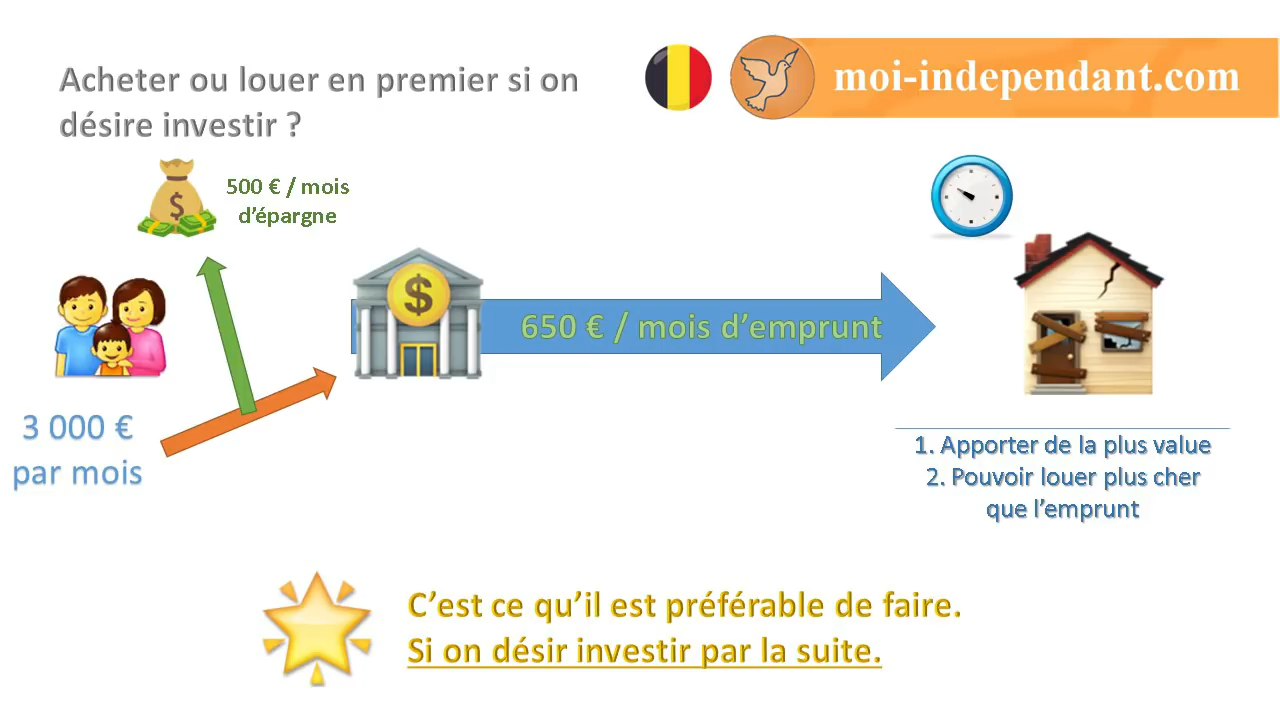 Acheter ou louer en premier si on
désire investir ?
moi-independant.com
500 € / mois
d'épargne
$
$
650 € / mois d'emprunt
3 000 €
par mois
1. Apporter de la plus value
2. Pouvoir louer plus cher
que l'emprunt
C'est ce qu'il est préférable de faire.
Si on désir investir par la suite.